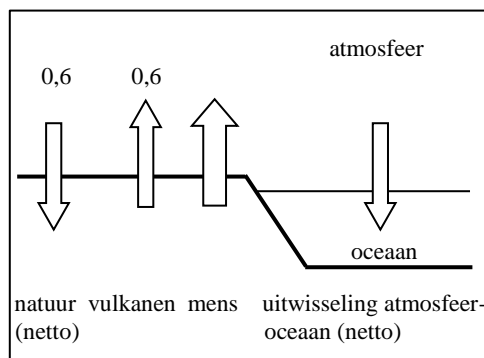 atmosfeer
0,6 0,6
oceaan
natuur vulkanen mens uitwisseling atmosfeer-
(netto) oceaan (netto)